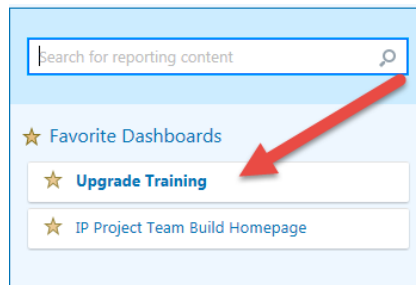 Search for reporting content
Favorite Dashboards
Upgrade Training
IP Project Team Build Homepage